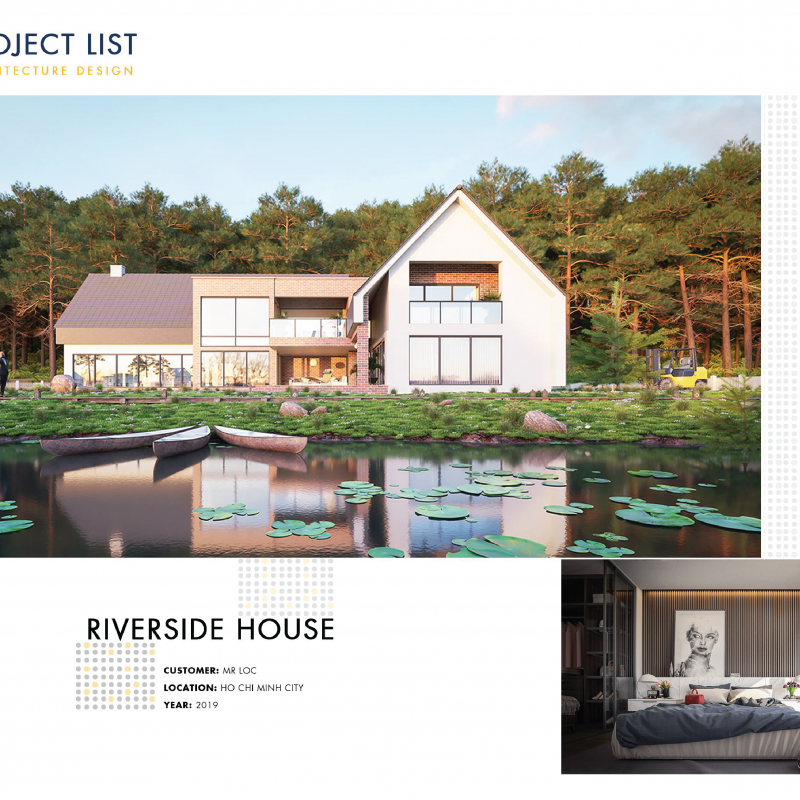 OJECT LIST
ITECTURE DESIGN
RIVERSIDE HOUSE
CUSTOMER: MR LOC
LOCATION: HO CHI MINH CITY
YEAR: 2019